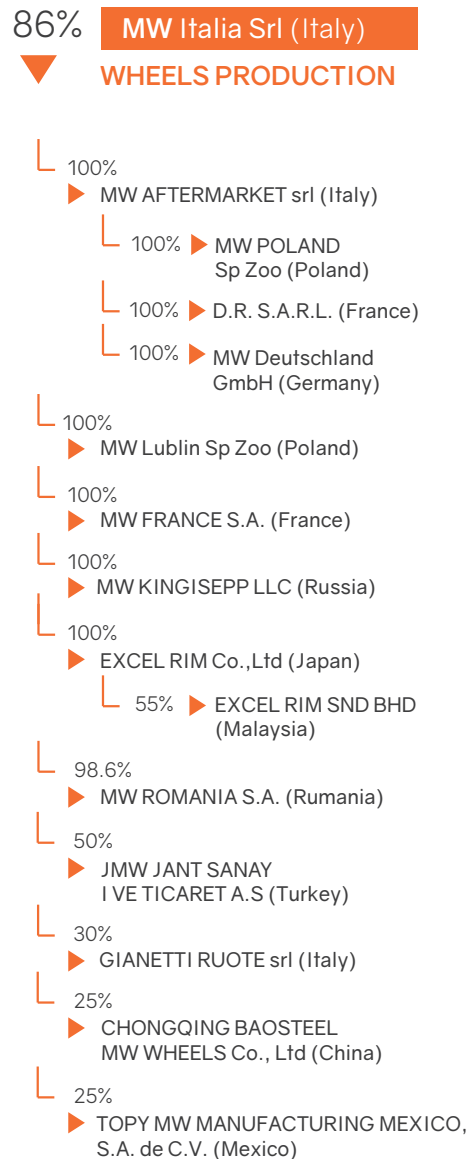 86% MW Italia Srl (Italy)
WHEELS PRODUCTION
100%
MW AFTERMARKET srl (Italy)
100% MW POLAND
Sp Zoo (Poland)
100% D.R. S.A.R.L. (France)
100% MW Deutschland
GmbH (Germany)
100%
MW Lublin Sp Zoo (Poland)
100%
MW FRANCE S.A. (France)
100%
MW KINGISEPP LLC (Russia)
100%
EXCEL RIM Co.,Ltd (Japan)
55% EXCEL RIM SND BHD
(Malaysia)
98.6%
MW ROMANIA S.A. (Rumania)
50%
JMW JANT SANAY
I VE TICARET A.S (Turkey)
30%
GIANETTI RUOTE srl (Italy)
25%
CHONGQING BAOSTEEL
MW WHEELS Co., Ltd (China)
25%
TOPY MW MANUFACTURING MEXICO,
S.A. de C.V. (Mexico)